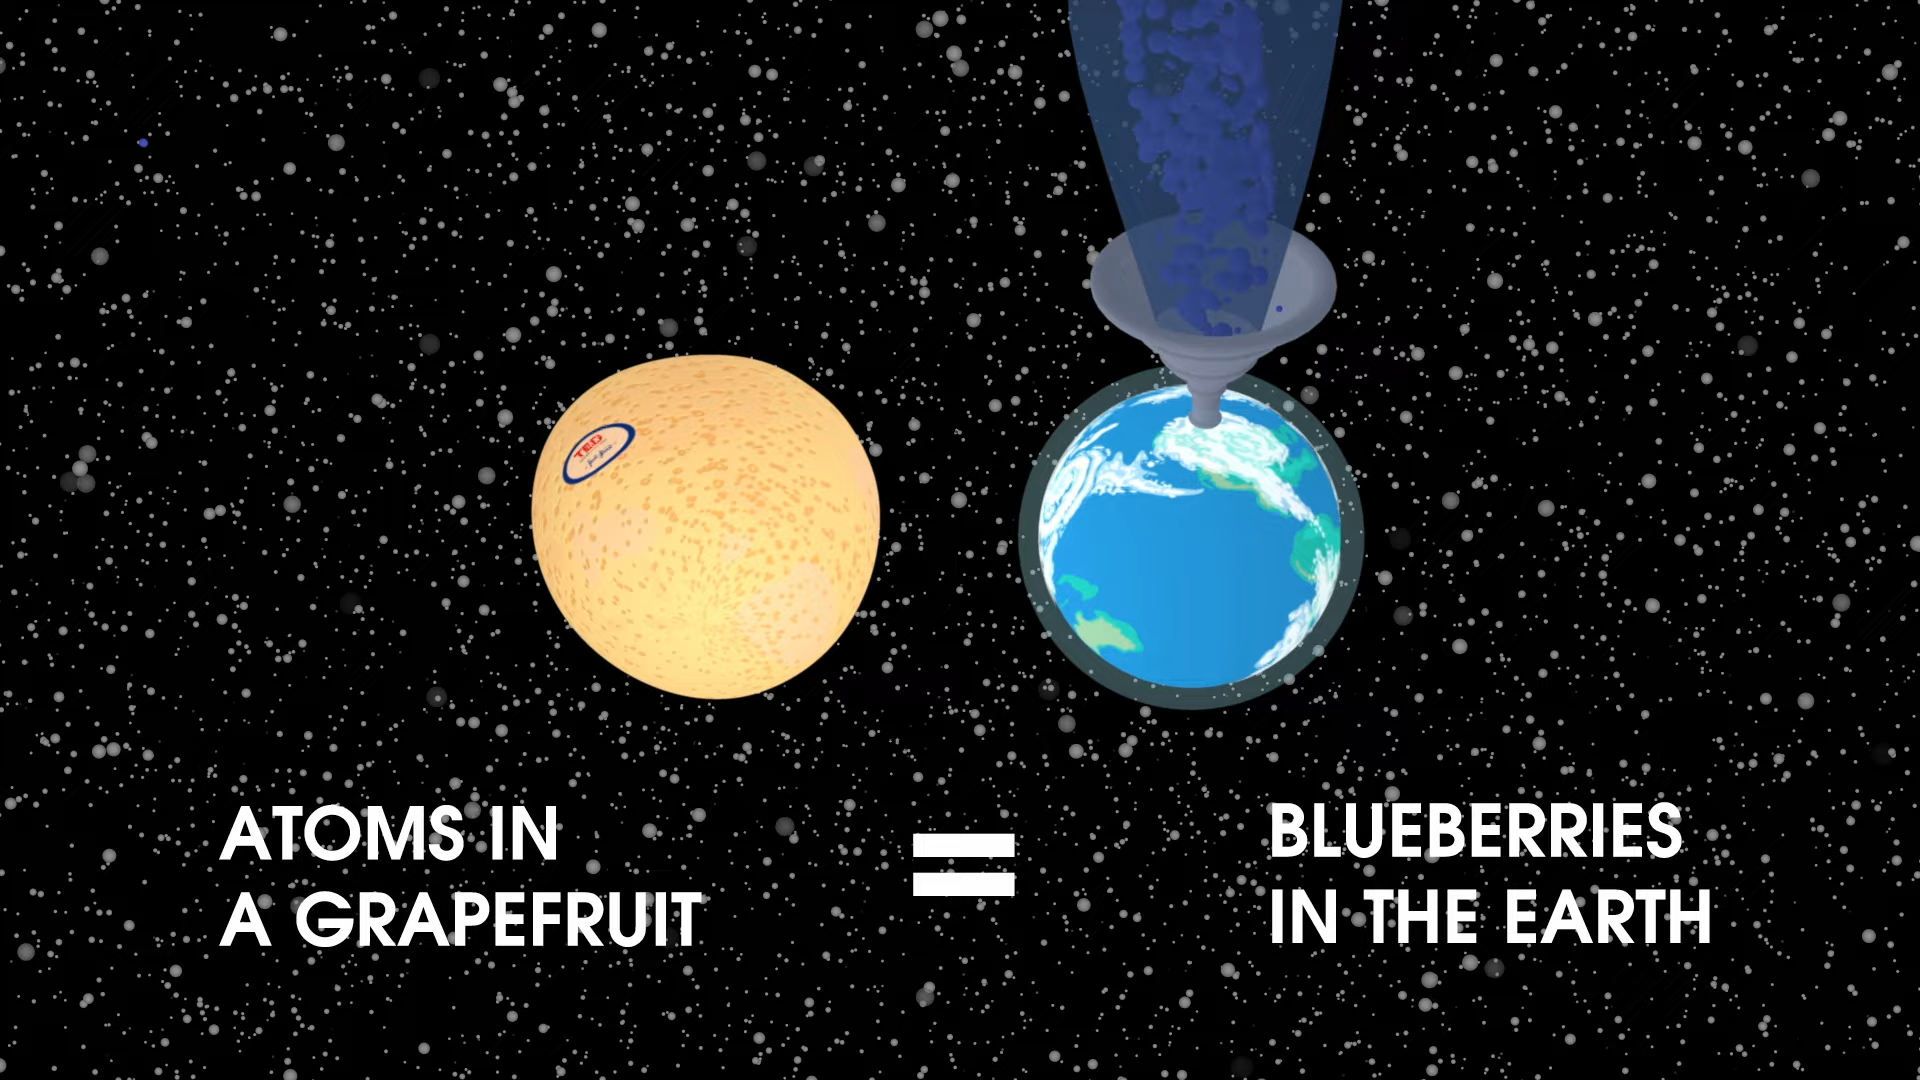 TED
ATOMS IN
A GRAPEFRUIT
=
BLUEBERRIES
IN THE EARTH